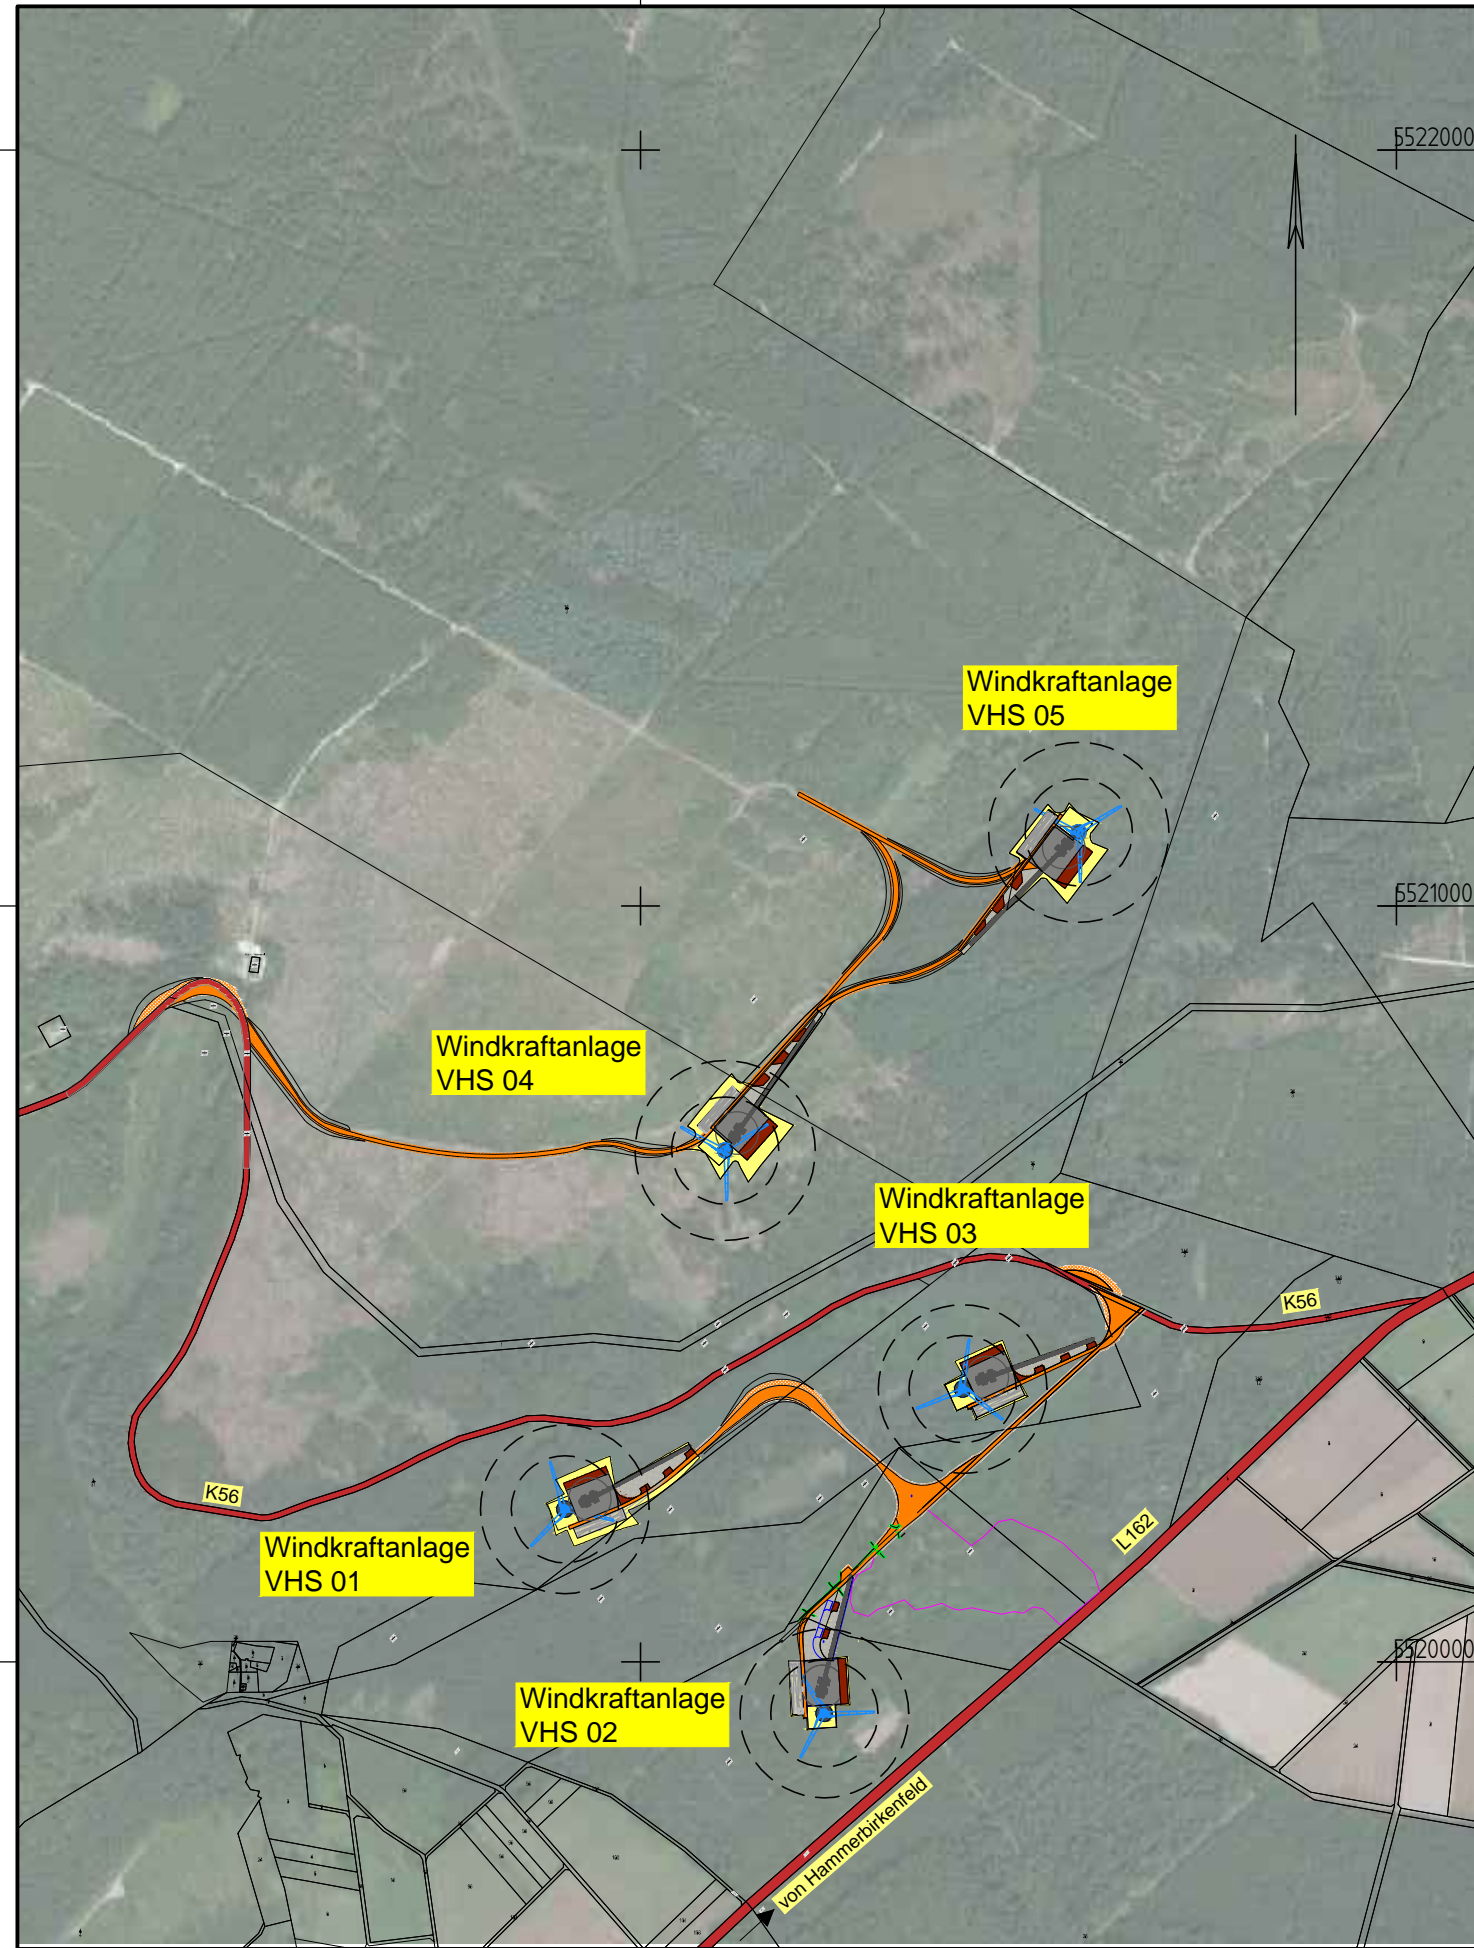 5522000
Windkraftanlage
VHS 05
5521000
Windkraftanlage
VHS 04
Windkraftanlage
VHS 03
K56
K56
L162
Windkraftanlage
VHS 01
5520000
Windkraftanlage
VHS 02
von Hammerbirkenfeld